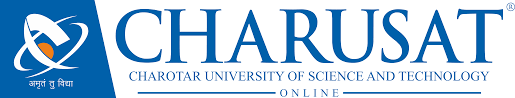 CHARUSAT®
CHAROTAR UNIVERSITY OF SCIENCE AND TECHNOLOGY
ONLINE
अमृतं तु विद्या